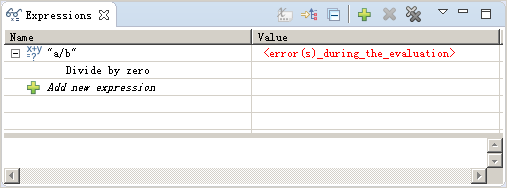 Expressions
Name Value
"a/b" <error(s)_during_the_evaluation>
Divide by zero
Add new expression